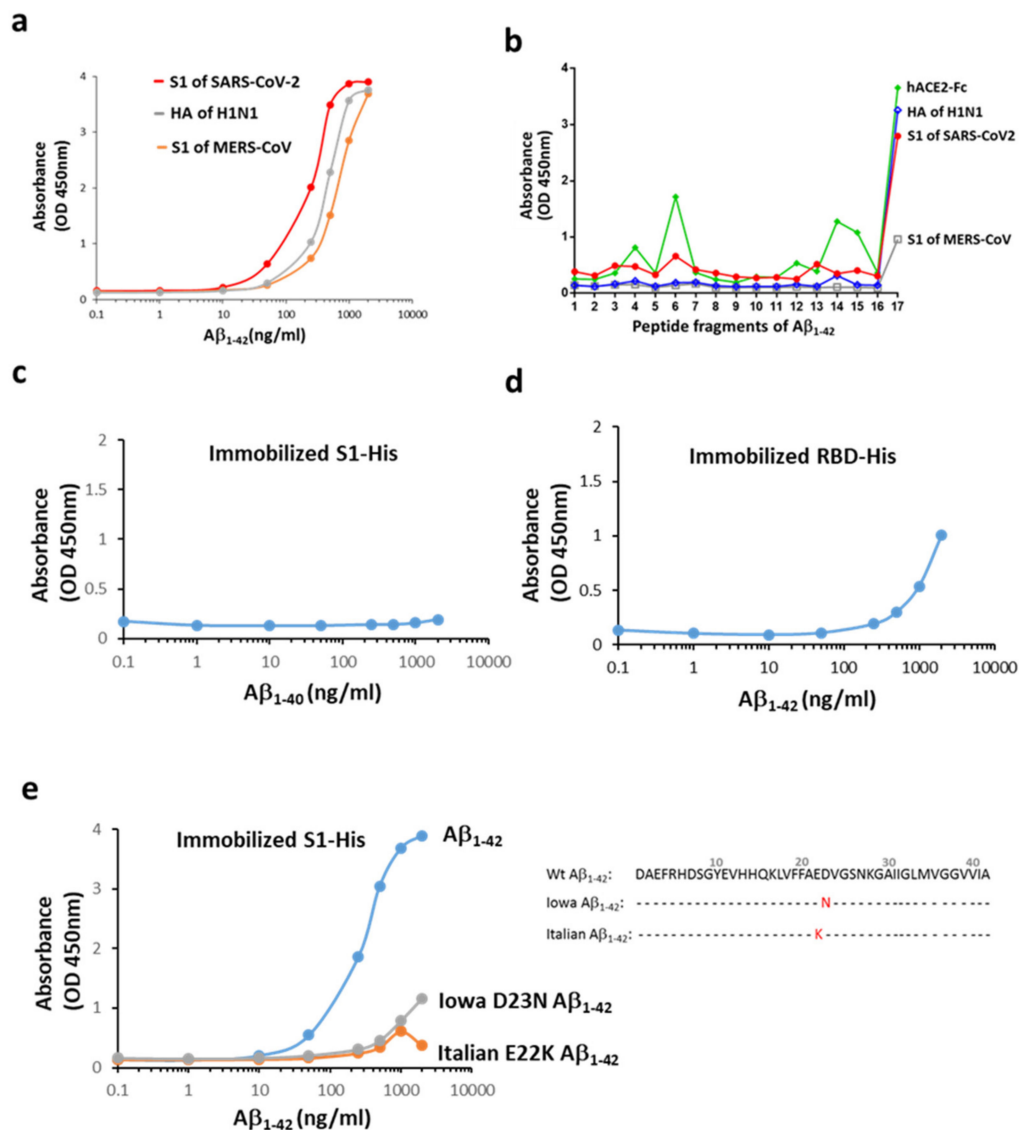 a
Absorbance
(OD 450nm)
4
3
2
1
0
S1 of SARS-CoV-2
HA of H1N1
S1 of MERS-CoV
0.1 1 10 100 1000 10000
Aβ1-42(ng/ml)
b
Absorbance
(OD 450nm)
4
3
2
1
0
hACE2-Fc
HA of H1N1
S1 of SARS-CoV2
S1 of MERS-CoV
1 2 3 4 5 6 7 8 9 10 11 12 13 14 15 16 17
Peptide fragments of Aβ1-42
c
Immobilized S1-His
Absorbance
(OD 450nm)
2
1.5
1
0.5
0
0.1 1 10 100 1000 10000
Aβ1-40 (ng/ml)
d
Immobilized RBD-His
Absorbance
(OD 450nm)
2
1.5
1
0.5
0
0.1 1 10 100 1000 10000
Aβ1-42 (ng/ml)
e
Immobilized S1-His
Absorbance
(OD 450nm)
4
3
2
1
0
Aβ1-42
Iowa D23N Aβ1-42
Italian E22K Aβ1-42
0.1 1 10 100 1000 10000
Aβ1-42 (ng/ml)
10 20 30 40
Wt Aβ1-42: DAEFRHDSGYEVHHQKLVFFAEDVGSNKGAIIGLMVGGVVIA
Iowa Aβ1-42: ----------------------N-------------------
Italian Aβ1-42: ---------------------K--------------------